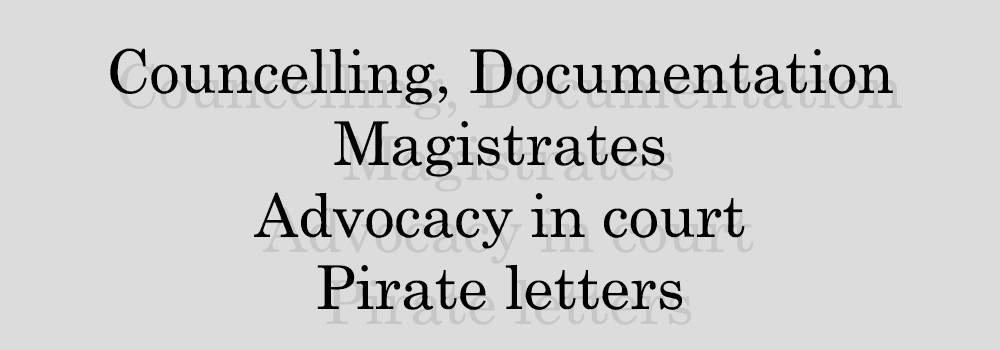 Councelling, Documentation
Magistrates
Advocacy in court
Pirate letters